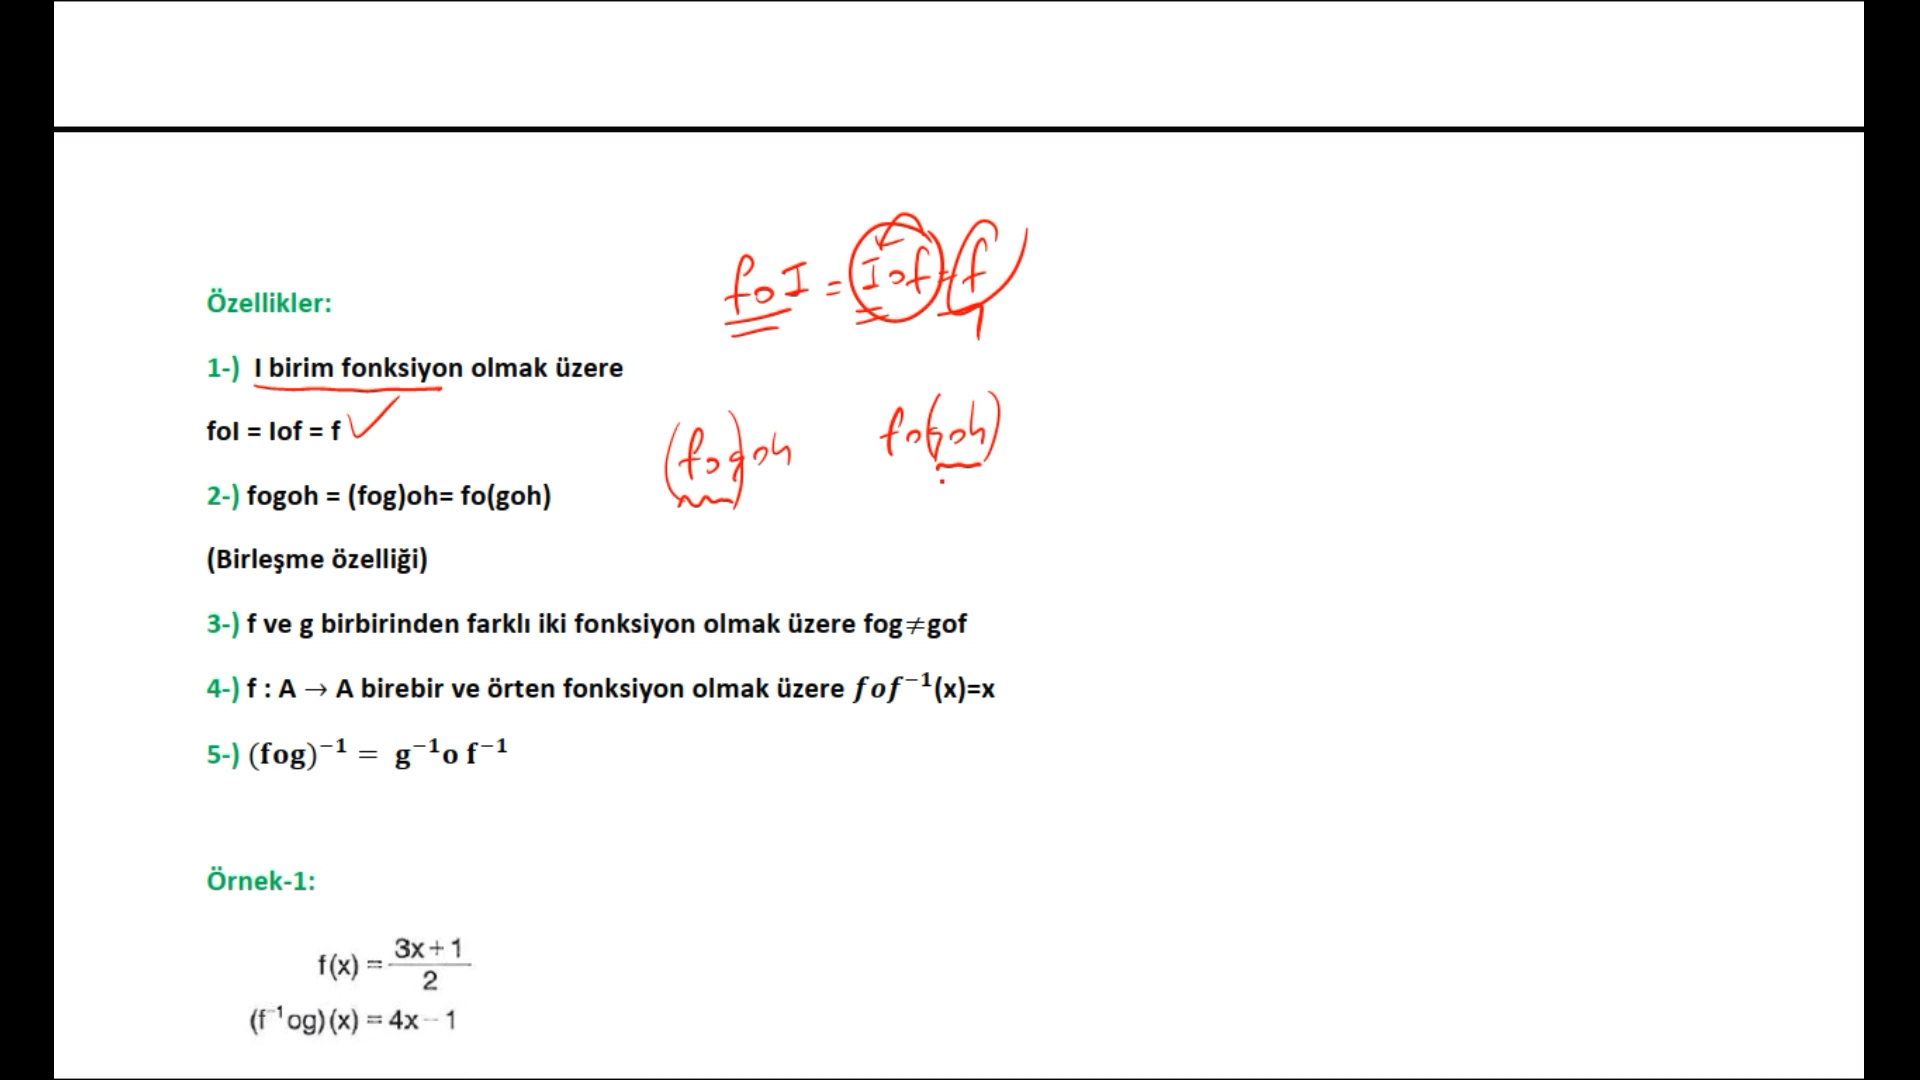 foI = Iof = f
Özellikler:
1-) I birim fonksiyon olmak üzere
foI = Iof = f
(fog)oh fo(goh)
2-) fogoh = (fog)oh= fo(goh)
(Birleşme özelliği)
3-) f ve g birbirinden farklı iki fonksiyon olmak üzere fog≠gof
4-) f : A → A birebir ve örten fonksiyon olmak üzere fof⁻¹(x)=x
5-) (fog)⁻¹ = g⁻¹o f⁻¹
Örnek-1:
f(x) = (3x+1)/2
(f⁻¹og)(x) = 4x − 1